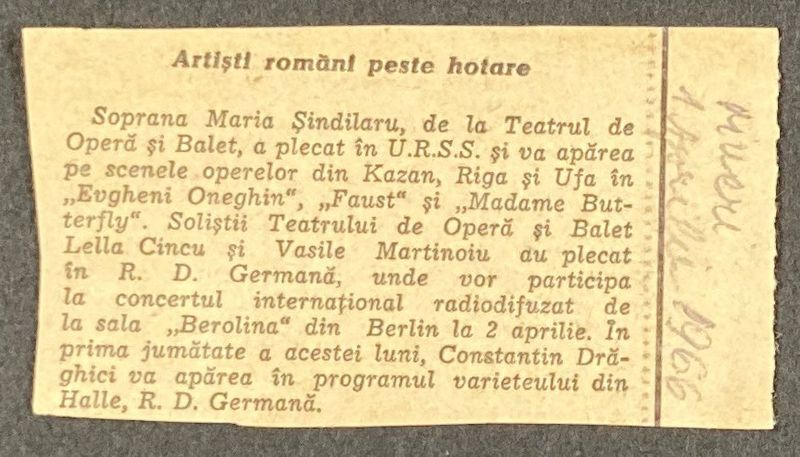 Artiști români peste hotare
Soprana Maria Șindilaru, de la Teatrul de
Operă și Balet, a plecat în U.R.S.S. și va apărea
pe scenele operelor din Kazan, Riga și Ufa în
„Evgheni Oneghin“, „Faust“ și „Madame But-
terfly“. Soliștii Teatrului de Operă și Balet
Lella Cincu și Vasile Martinoiu au plecat
în R. D. Germană, unde vor participa
la concertul internațional radiodifuzat de
la sala „Berolina“ din Berlin la 2 aprilie. În
prima jumătate a acestei luni, Constantin Dră-
ghici va apărea în programul varieteului din
Halle, R. D. Germană.
1 Aprilie 1966